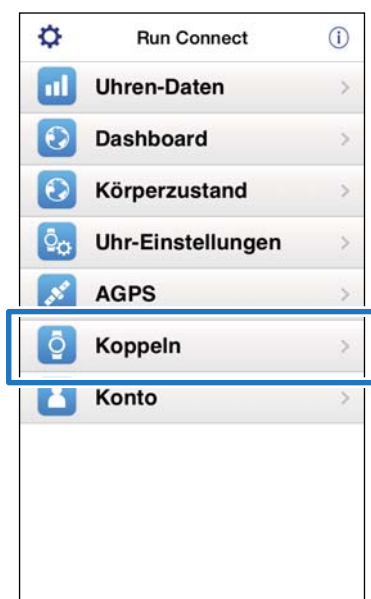 Run Connect
Uhren-Daten
Dashboard
Körperzustand
Uhr-Einstellungen
AGPS
Koppeln
Konto